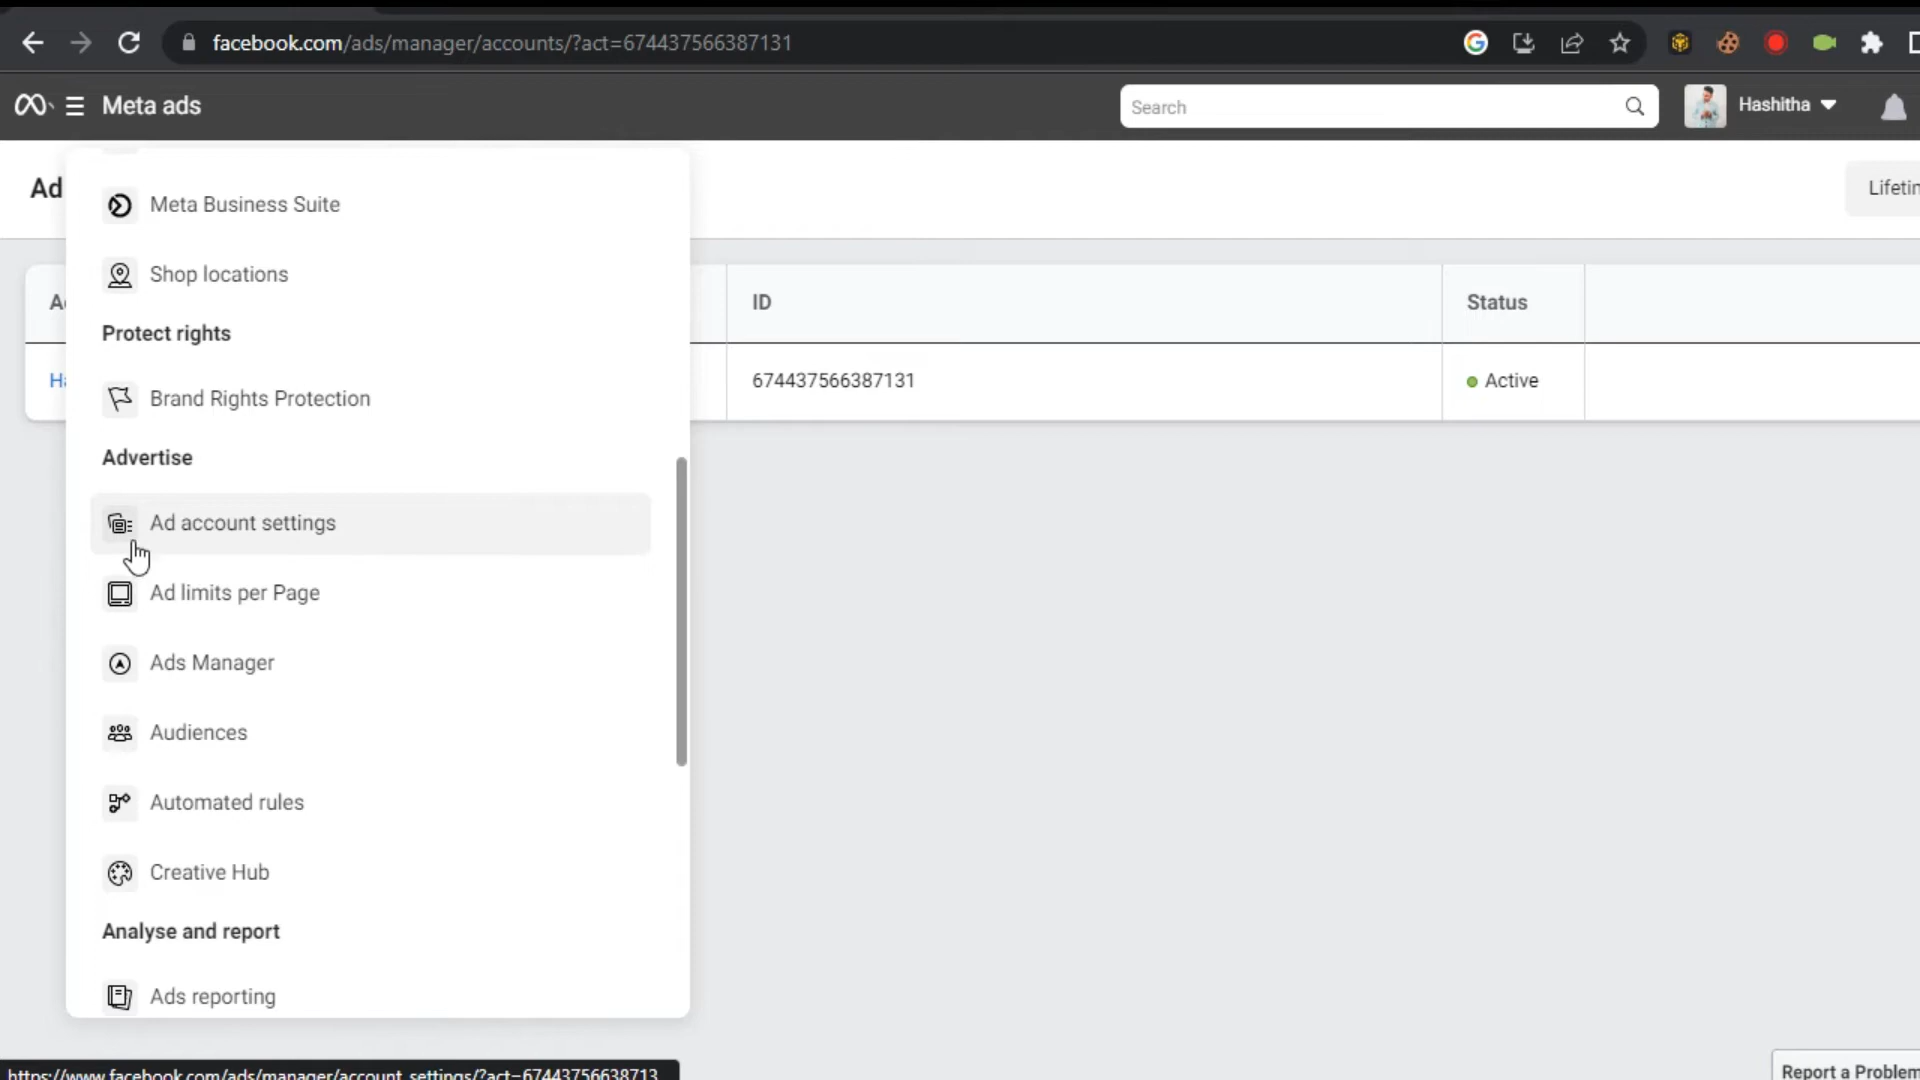 facebook.com/ads/manager/accounts/?act=674437566387131
Meta ads
Search
Hashitha
Ad
Lifetin
Meta Business Suite
Shop locations
Protect rights
Brand Rights Protection
Advertise
Ad account settings
Ad limits per Page
Ads Manager
Audiences
Automated rules
Creative Hub
Analyse and report
Ads reporting
A
ID
Status
Ha
674437566387131
Active
https://www.facebook.com/ads/manager/account_settings/?act=67443756638713
Report a Problem